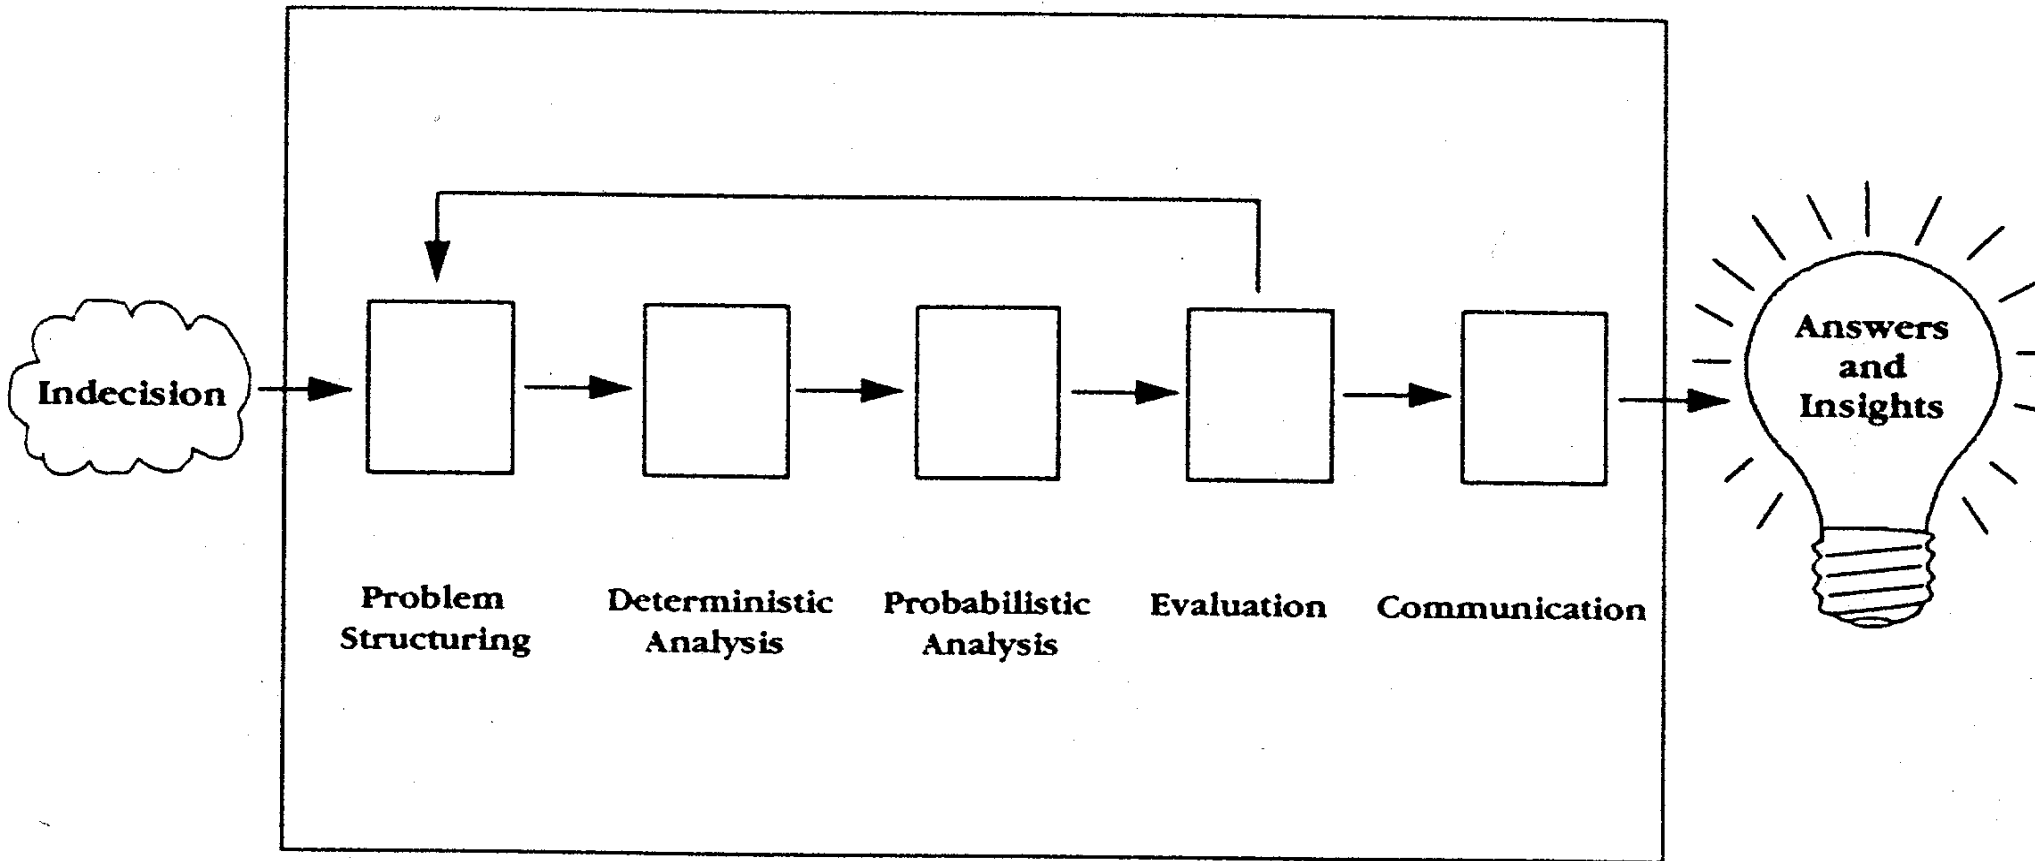 Indecision
Problem
Structuring
Deterministic
Analysis
Probabilistic
Analysis
Evaluation
Communication
Answers
and
Insights